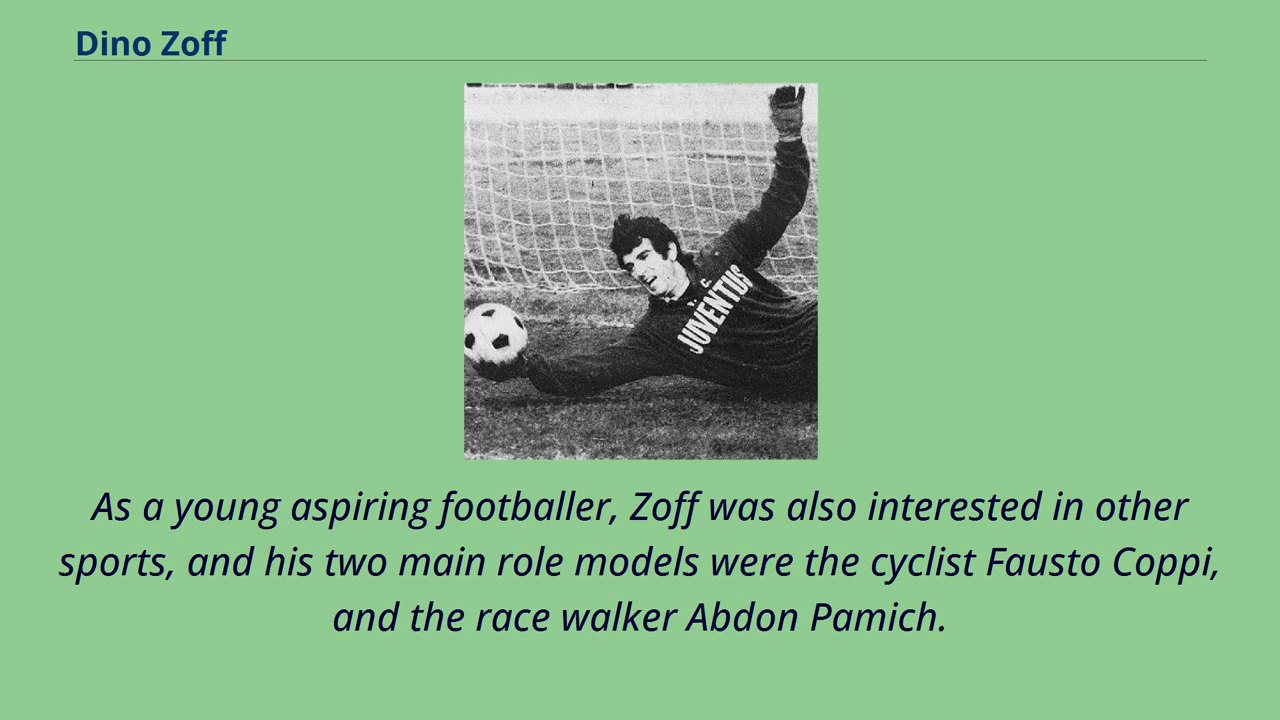 Dino Zoff
JUVENTUS
As a young aspiring footballer, Zoff was also interested in other
sports, and his two main role models were the cyclist Fausto Coppi,
and the race walker Abdon Pamich.